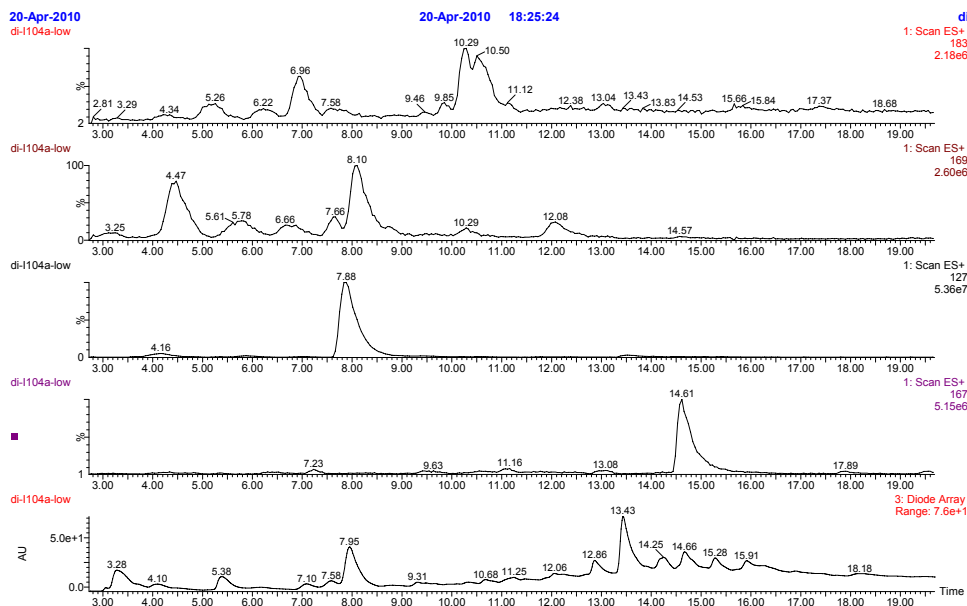 20-Apr-2010 20-Apr-2010 18:25:24 di
di-I104a-low 1: Scan ES+
183
2.18e6
%
2
2.81 3.29 4.34 5.26 6.22 6.96 7.58 9.46 9.85 10.29 10.50 11.12 12.38 13.04 13.43 13.83 14.53 15.66 15.84 17.37 18.68
3.00 4.00 5.00 6.00 7.00 8.00 9.00 10.00 11.00 12.00 13.00 14.00 15.00 16.00 17.00 18.00 19.00
di-I104a-low 1: Scan ES+
169
2.60e6
100
%
0
3.25 4.47 5.61 5.78 6.66 7.66 8.10 10.29 12.08 14.57
3.00 4.00 5.00 6.00 7.00 8.00 9.00 10.00 11.00 12.00 13.00 14.00 15.00 16.00 17.00 18.00 19.00
di-I104a-low 1: Scan ES+
127
5.36e7
%
0
4.16 7.88
3.00 4.00 5.00 6.00 7.00 8.00 9.00 10.00 11.00 12.00 13.00 14.00 15.00 16.00 17.00 18.00 19.00
di-I104a-low 1: Scan ES+
167
5.15e6
%
1
7.23 9.63 11.16 13.08 14.61 17.89
3.00 4.00 5.00 6.00 7.00 8.00 9.00 10.00 11.00 12.00 13.00 14.00 15.00 16.00 17.00 18.00 19.00
di-I104a-low 3: Diode Array
Range: 7.6e+1
AU
5.0e+1
0.0
3.28 4.10 5.38 7.10 7.58 7.95 9.31 10.68 11.25 12.06 12.86 13.43 14.25 14.66 15.28 15.91 18.18
3.00 4.00 5.00 6.00 7.00 8.00 9.00 10.00 11.00 12.00 13.00 14.00 15.00 16.00 17.00 18.00 19.00 Time